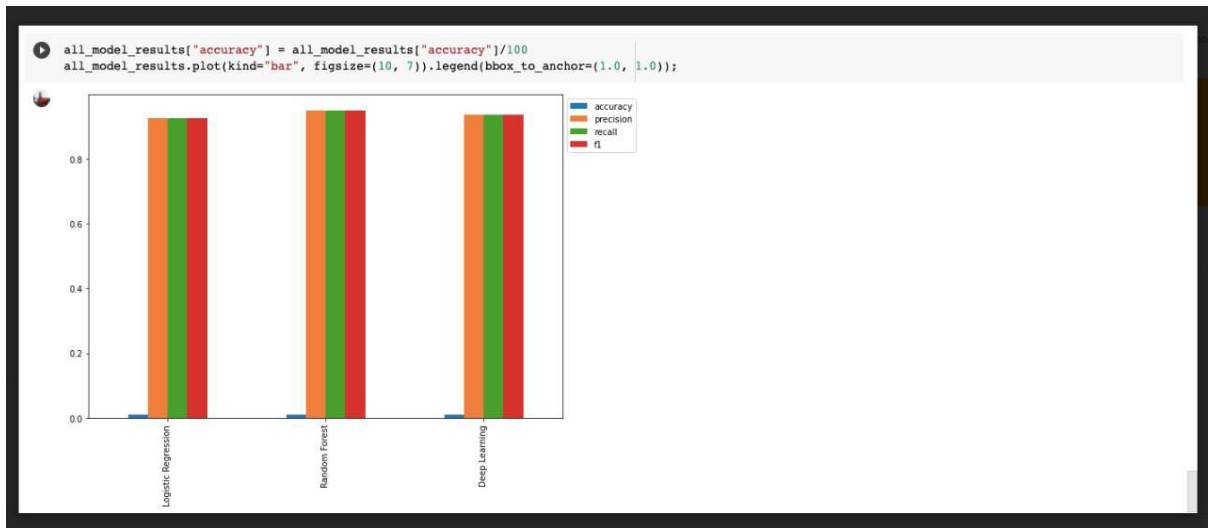 all_model_results["accuracy"] = all_model_results["accuracy"]/100
all_model_results.plot(kind="bar", figsize=(10, 7)).legend(bbox_to_anchor=(1.0, 1.0));
accuracy
precision
recall
f1
0.8
0.6
0.4
0.2
0.0
Logistic Regression
Random Forest
Deep Learning